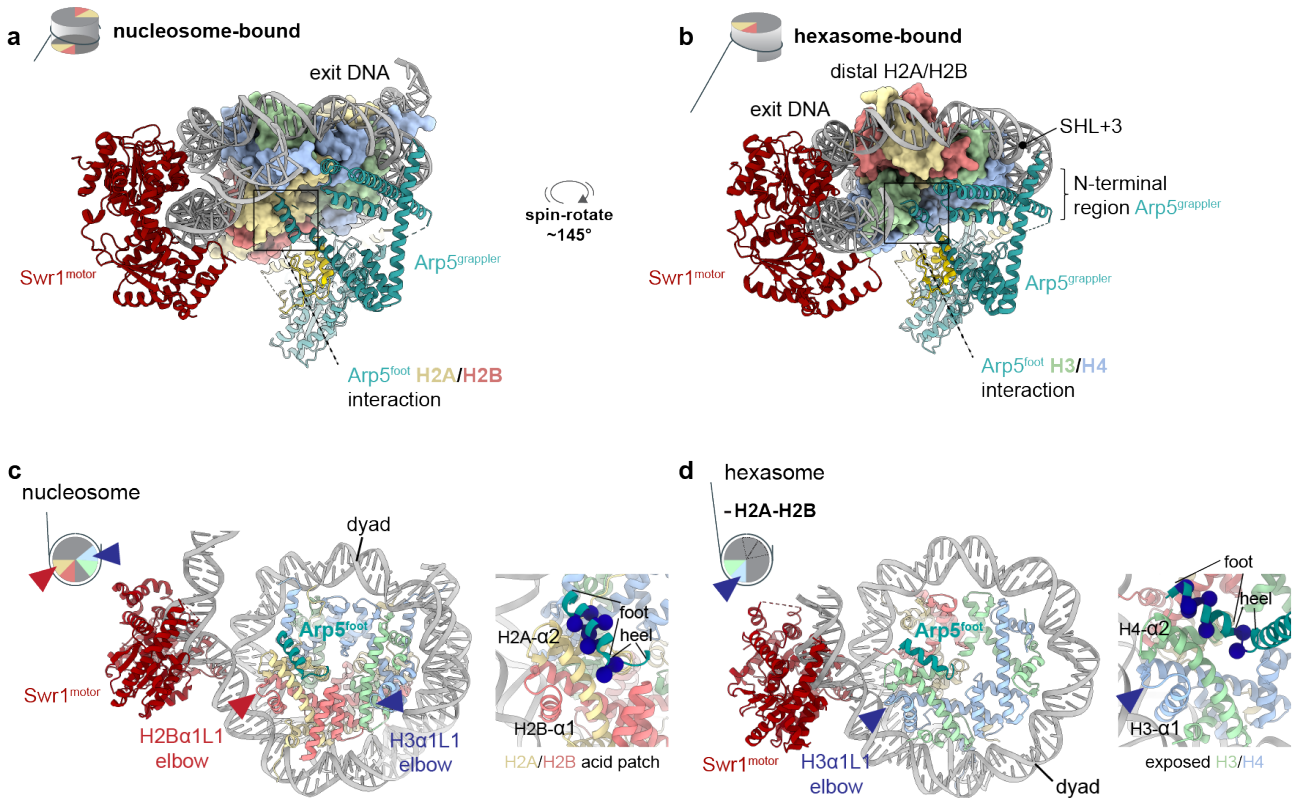 a
nucleosome-bound
exit DNA
Swr1motor
Arp5grappler
Arp5foot H2A/H2B
interaction
spin-rotate
~145°
b
hexasome-bound
distal H2A/H2B
exit DNA
SHL+3
N-terminal
region Arp5grappler
Swr1motor
Arp5grappler
Arp5foot H3/H4
interaction
c
nucleosome
dyad
Arp5foot
Swr1motor
H2Bα1L1
elbow
H3α1L1
elbow
foot
H2A-α2
heel
H2B-α1
H2A/H2B acid patch
d
hexasome
-H2A-H2B
Arp5foot
Swr1motor
H3α1L1
elbow
dyad
foot
heel
H4-α2
H3-α1
exposed H3/H4